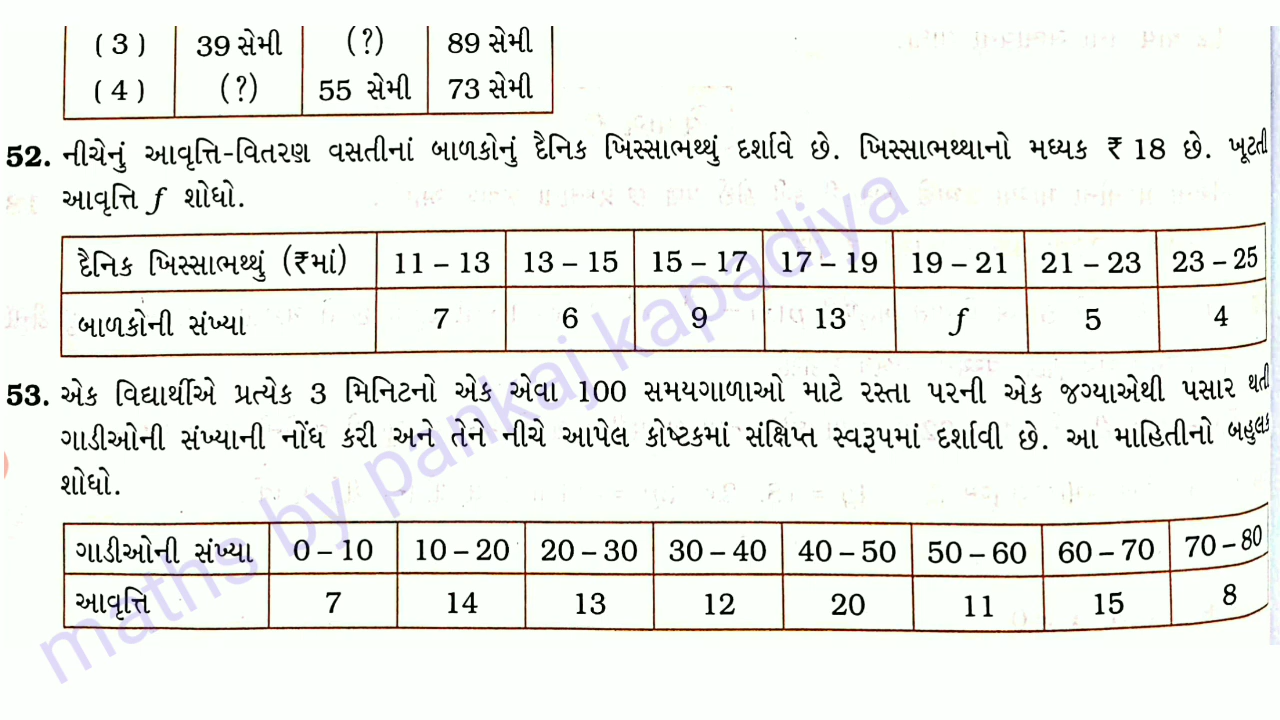 ( 3 ) 39 સેમી (?) 89 સેમી
( 4 ) (?) 55 સેમી 73 સેમી
52. નીચેનું આવૃત્તિ-વિતરણ વસતીનાં બાળકોનું દૈનિક ખિસ્સાભથ્થું દર્શાવે છે. ખિસ્સાભથ્થાનો મધ્યક ₹ 18 છે. ખૂટતી
આવૃત્તિ f શોધો.
દૈનિક ખિસ્સાભથ્થું (₹માં) 11 – 13 13 – 15 15 – 17 17 – 19 19 – 21 21 – 23 23 – 25
બાળકોની સંખ્યા 7 6 9 13 f 5 4
53. એક વિદ્યાર્થીએ પ્રત્યેક 3 મિનિટનો એક એવા 100 સમયગાળાઓ માટે રસ્તા પરની એક જગ્યાએથી પસાર થતી
ગાડીઓની સંખ્યાની નોંધ કરી અને તેને નીચે આપેલ કોષ્ટકમાં સંક્ષિપ્ત સ્વરૂપમાં દર્શાવી છે. આ માહિતીનો બહુલક
શોધો.
ગાડીઓની સંખ્યા 0 – 10 10 – 20 20 – 30 30 – 40 40 – 50 50 – 60 60 – 70 70 – 80
આવૃત્તિ 7 14 13 12 20 11 15 8
maths by pankaj kapadiya